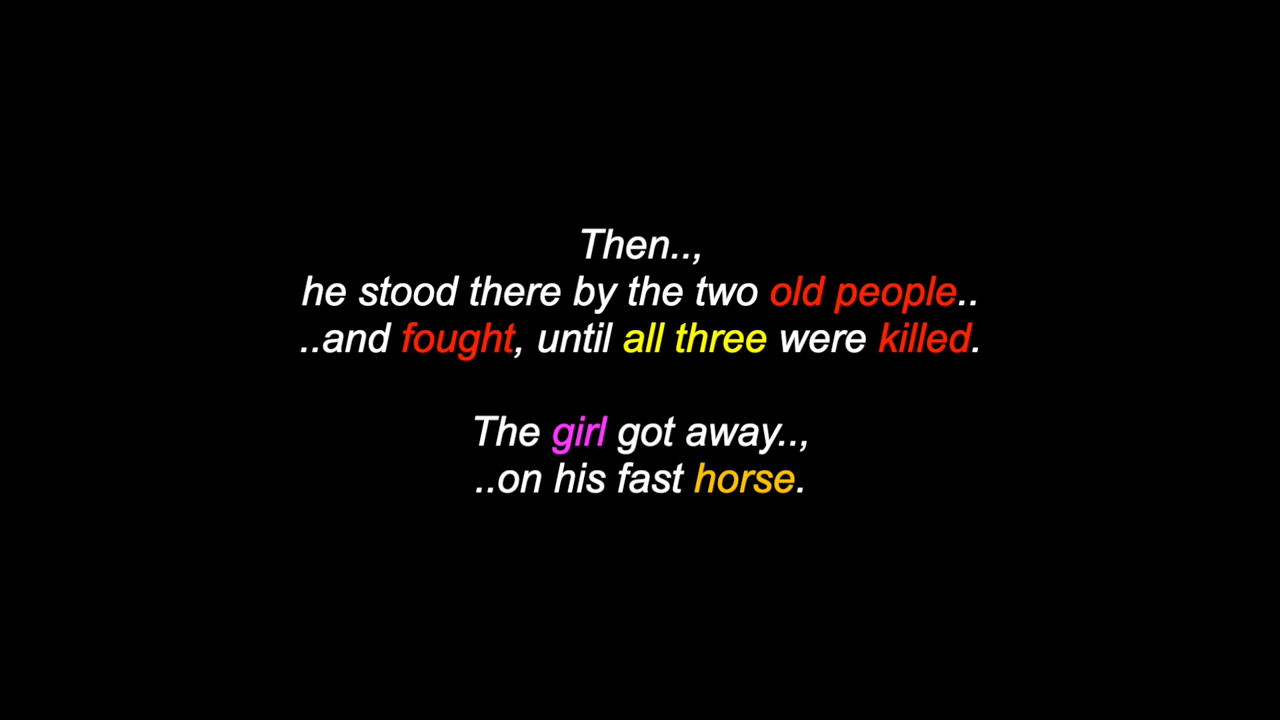 Then..,
he stood there by the two old people..
..and fought, until all three were killed.
The girl got away..,
..on his fast horse.